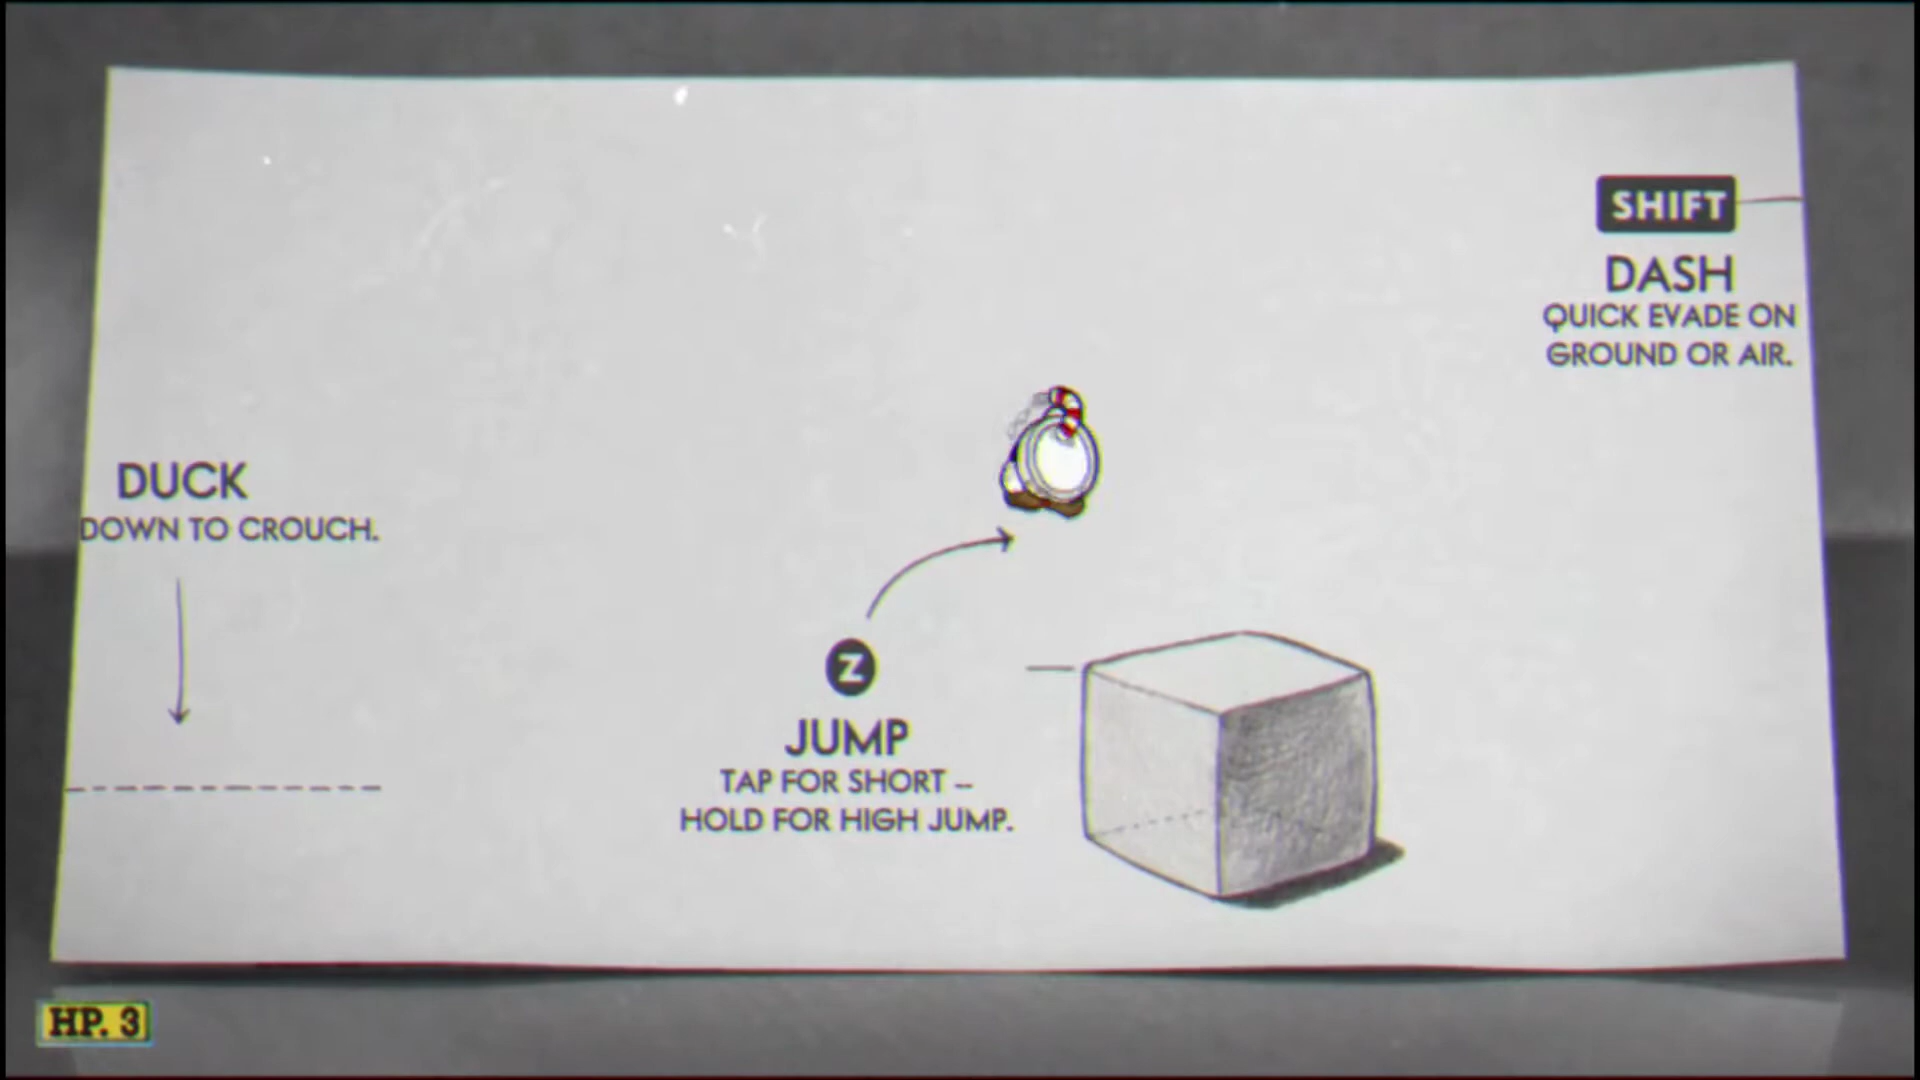 SHIFT
DASH
QUICK EVADE ON
GROUND OR AIR.
DUCK
DOWN TO CROUCH.
Z
JUMP
TAP FOR SHORT –
HOLD FOR HIGH JUMP.
HP. 3